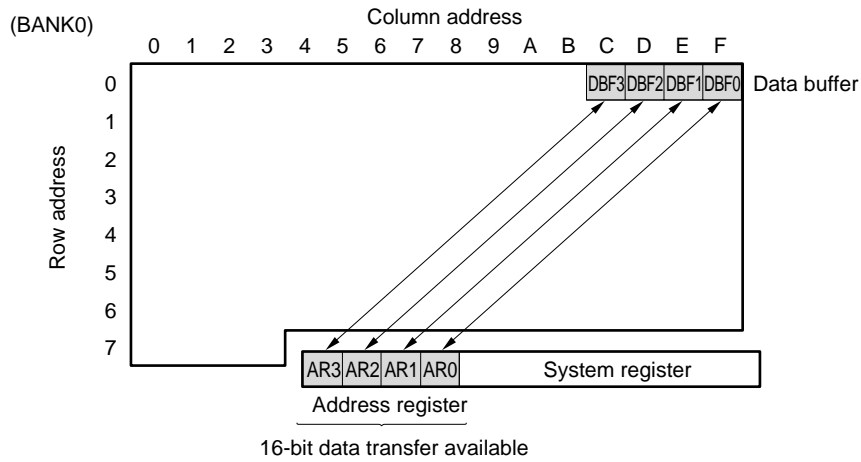 Column address
(BANK0)
0 1 2 3 4 5 6 7 8 9 A B C D E F
0 DBF3 DBF2 DBF1 DBF0 Data buffer
1
2
3
Row address
4
5
6
7
AR3 AR2 AR1 AR0 System register
Address register
16-bit data transfer available